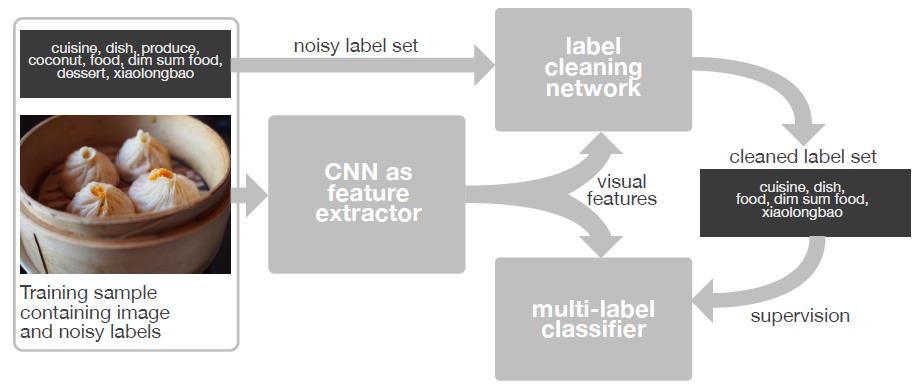 cuisine, dish, produce,
coconut, food, dim sum food,
dessert, xiaolongbao
Training sample
containing image
and noisy labels
noisy label set
CNN as
feature
extractor
label
cleaning
network
visual
features
multi-label
classifier
cleaned label set
cuisine, dish,
food, dim sum food,
xiaolongbao
supervision